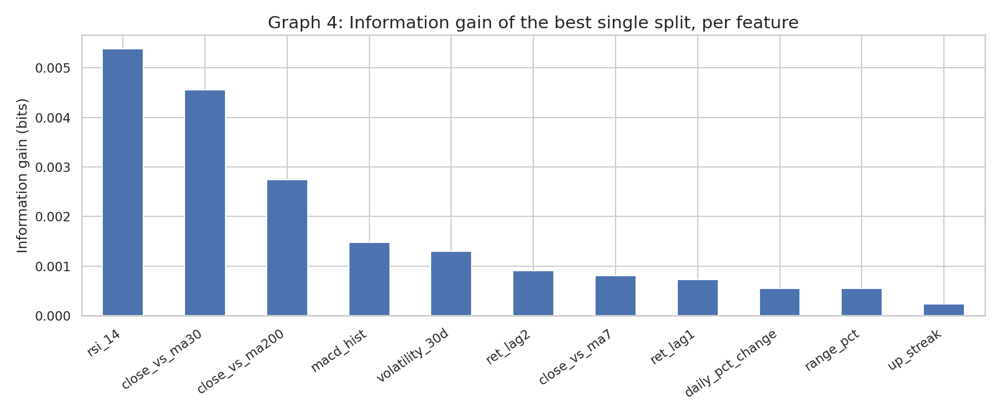 Graph 4: Information gain of the best single split, per feature
Information gain (bits)
0.005
0.004
0.003
0.002
0.001
0.000
rsi_14
close_vs_ma30
close_vs_ma200
macd_hist
volatility_30d
ret_lag2
close_vs_ma7
ret_lag1
daily_pct_change
range_pct
up_streak